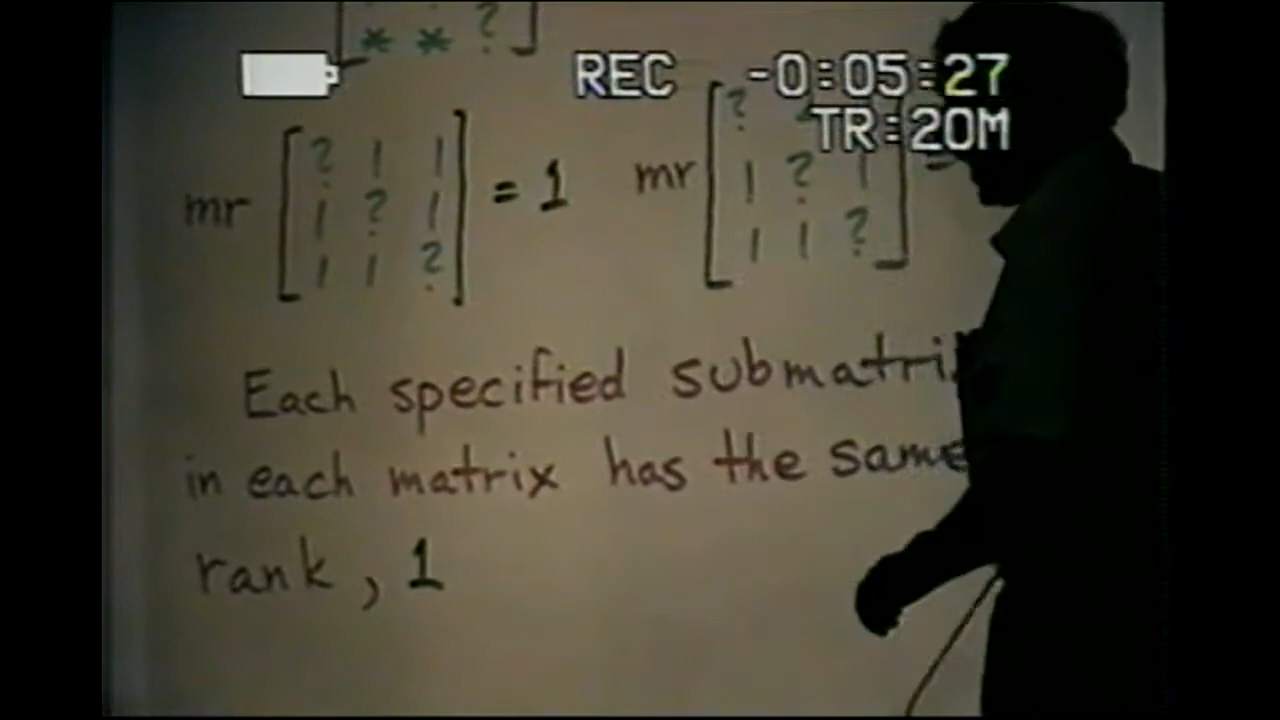 * * ? ]
REC -0:05:27
TR:20M
mr [ ? 1 1 ] = 1 mr [ ?
1 ? 1 1 ? 1
1 1 ? ] 1 1 ? ]
Each specified submatri
in each matrix has the same
rank, 1